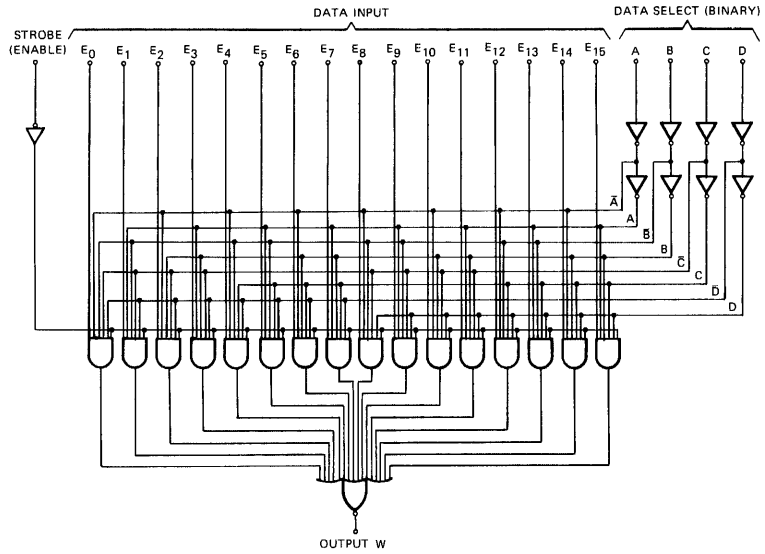 DATA INPUT
DATA SELECT (BINARY)
STROBE
(ENABLE)
E0 E1 E2 E3 E4 E5 E6 E7 E8 E9 E10 E11 E12 E13 E14 E15 A B C D
A̅
A
B̅
B
C̅
C
D̅
D
OUTPUT W